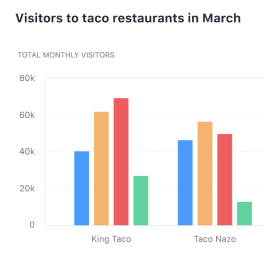 Visitors to taco restaurants in March
TOTAL MONTHLY VISITORS
80k
60k
40k
20k
0
King Taco
Taco Nazo